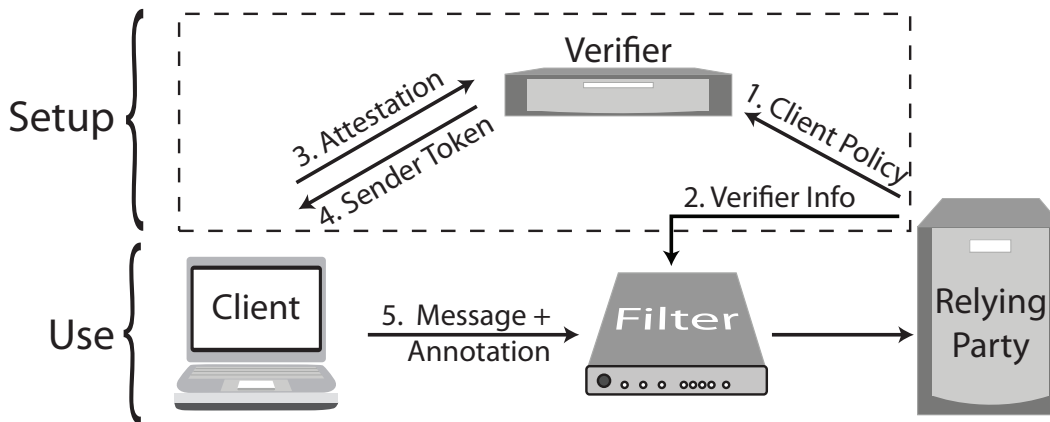 Setup
Verifier
1. Client Policy
2. Verifier Info
3. Attestation
4. Sender Token
Use
Client
5. Message +
Annotation
Filter
Relying
Party